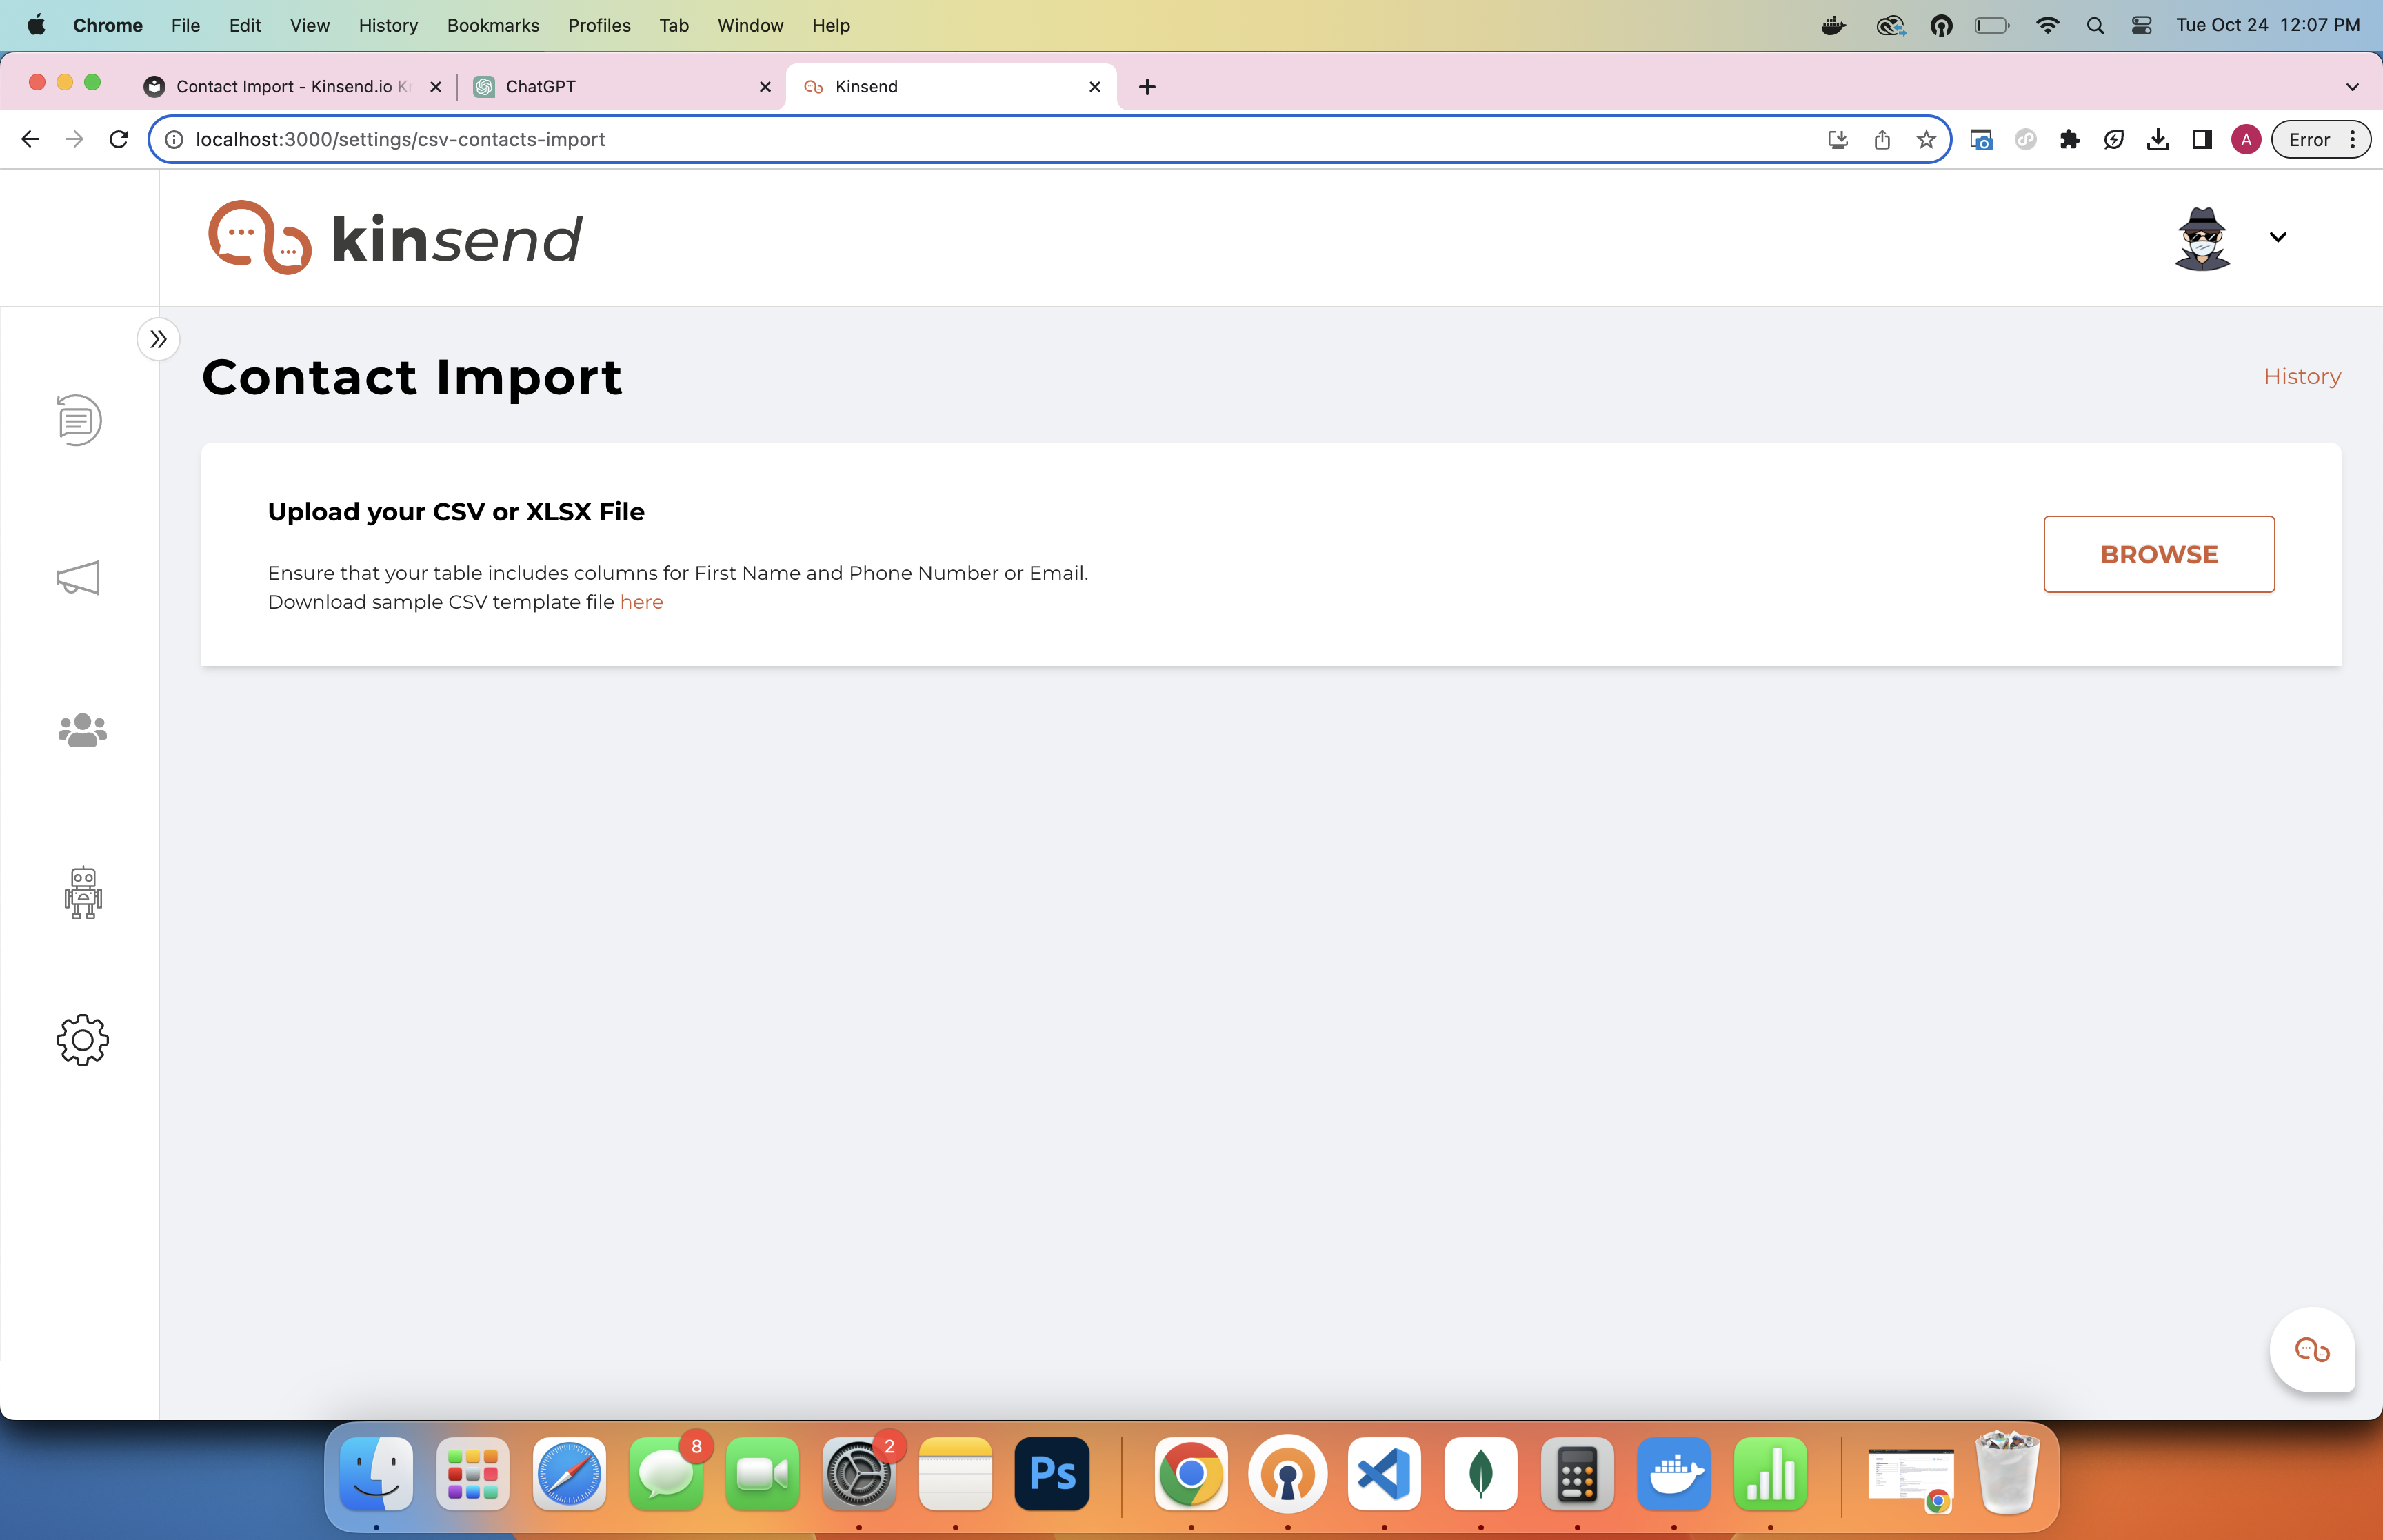 Chrome File Edit View History Bookmarks Profiles Tab Window Help Tue Oct 24 12:07 PM
Contact Import - Kinsend.io ChatGPT Kinsend
localhost:3000/settings/csv-contacts-import A Error
kinsend
Contact Import History
Upload your CSV or XLSX File
BROWSE
Ensure that your table includes columns for First Name and Phone Number or Email.
Download sample CSV template file here
8 2
Ps